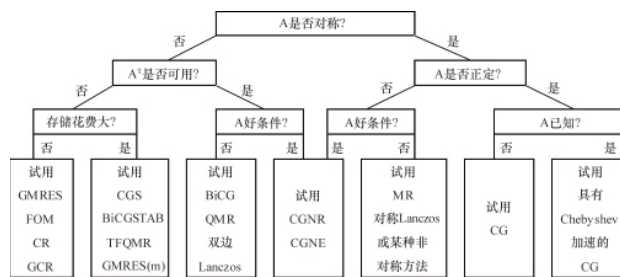 A是否对称?
否
是
Aᵀ是否可用?
A是否正定?
否
是
否
是
存储花费大?
A好条件?
A好条件?
A已知?
否
是
否
是
是
否
否
是
试用
GMRES
FOM
CR
GCR
试用
CGS
BiCGSTAB
TFQMR
GMRES(m)
试用
BiCG
QMR
双边
Lanczos
试用
CGNR
CGNE
试用
MR
对称Lanczos
或某种非
对称方法
试用
CG
试用
具有
Chebyshev
加速的
CG